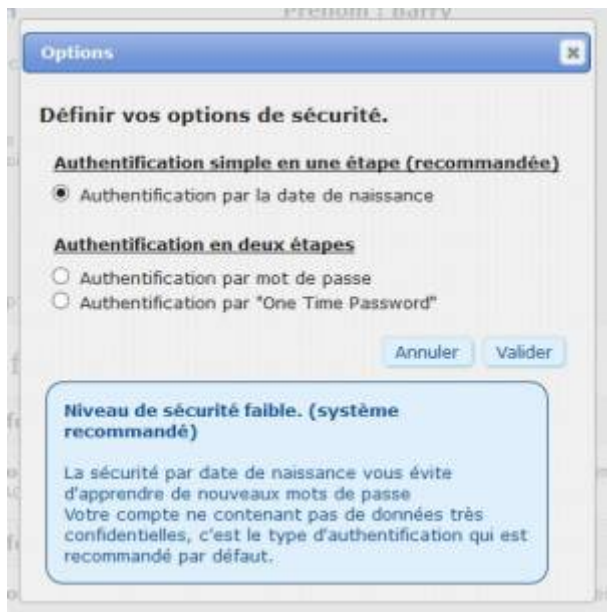 Prénom : Barry
Options
Définir vos options de sécurité.
Authentification simple en une étape (recommandée)
Authentification par la date de naissance
Authentification en deux étapes
Authentification par mot de passe
Authentification par "One Time Password"
Annuler Valider
Niveau de sécurité faible. (système
recommandé)
La sécurité par date de naissance vous évite
d'apprendre de nouveaux mots de passe
Votre compte ne contenant pas de données très
confidentielles, c'est le type d'authentification qui est
recommandé par défaut.